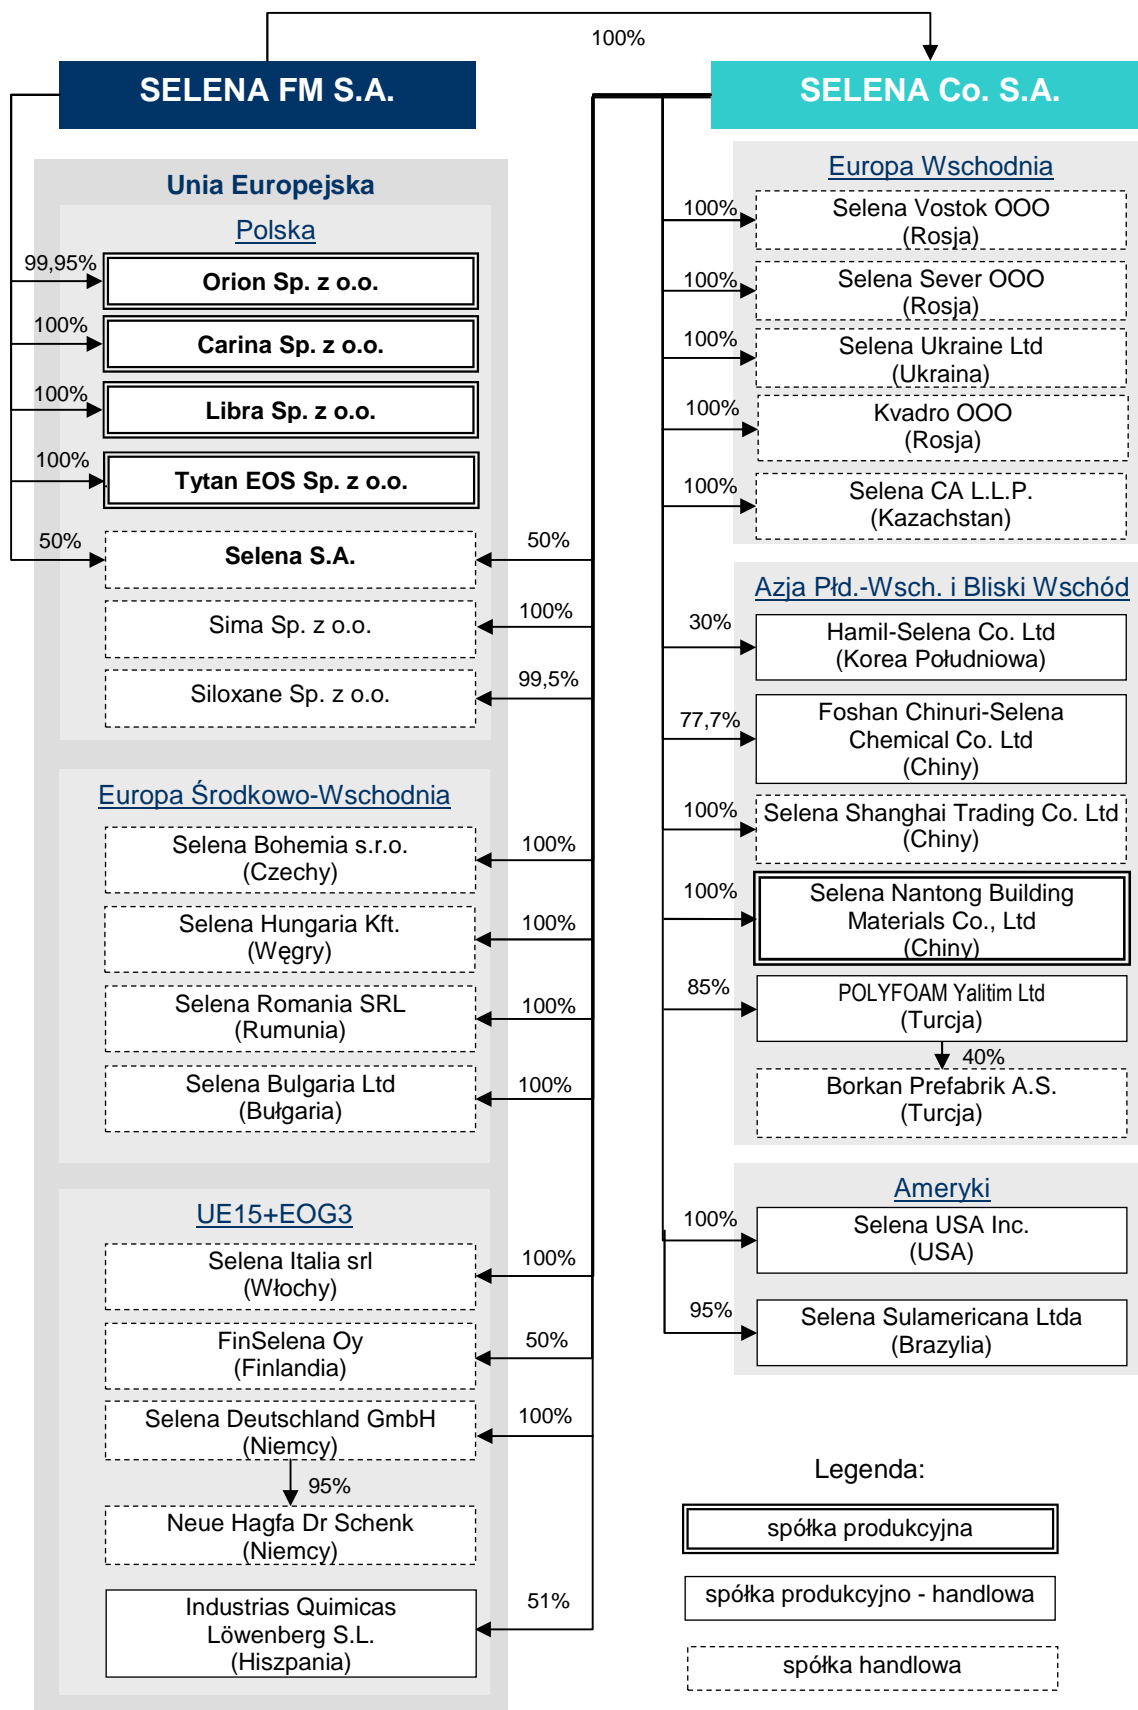 100%
SELENA FM S.A.
SELENA Co. S.A.
Unia Europejska
Polska
99,95%
Orion Sp. z o.o.
100%
Carina Sp. z o.o.
100%
Libra Sp. z o.o.
100%
Tytan EOS Sp. z o.o.
50%
Selena S.A.
50%
Sima Sp. z o.o.
100%
Siloxane Sp. z o.o.
99,5%
Europa Środkowo-Wschodnia
Selena Bohemia s.r.o.
(Czechy)
100%
Selena Hungaria Kft.
(Węgry)
100%
Selena Romania SRL
(Rumunia)
100%
Selena Bulgaria Ltd
(Bułgaria)
100%
UE15+EOG3
Selena Italia srl
(Włochy)
100%
FinSelena Oy
(Finlandia)
50%
Selena Deutschland GmbH
(Niemcy)
100%
95%
Neue Hagfa Dr Schenk
(Niemcy)
Industrias Quimicas
Löwenberg S.L.
(Hiszpania)
51%
Europa Wschodnia
100%
Selena Vostok OOO
(Rosja)
100%
Selena Sever OOO
(Rosja)
100%
Selena Ukraine Ltd
(Ukraina)
100%
Kvadro OOO
(Rosja)
100%
Selena CA L.L.P.
(Kazachstan)
Azja Płd.-Wsch. i Bliski Wschód
30%
Hamil-Selena Co. Ltd
(Korea Południowa)
77,7%
Foshan Chinuri-Selena
Chemical Co. Ltd
(Chiny)
100%
Selena Shanghai Trading Co. Ltd
(Chiny)
100%
Selena Nantong Building
Materials Co., Ltd
(Chiny)
85%
POLYFOAM Yalitim Ltd
(Turcja)
40%
Borkan Prefabrik A.S.
(Turcja)
Ameryki
100%
Selena USA Inc.
(USA)
95%
Selena Sulamericana Ltda
(Brazylia)
Legenda:
spółka produkcyjna
spółka produkcyjno - handlowa
spółka handlowa